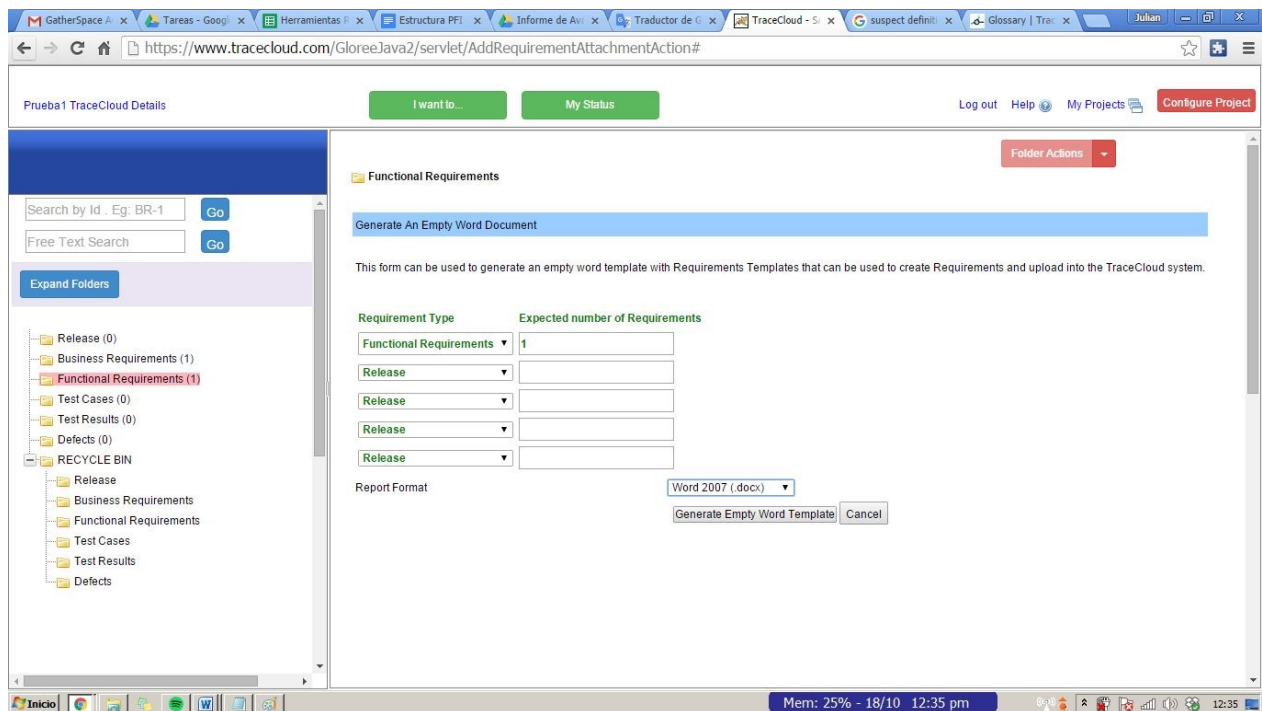 GatherSpace A
Tareas - Googl
Herramientas R
Estructura PFI
Informe de Av
Traductor de G
TraceCloud - S
suspect definiti
Glossary | Trac
Julian
https://www.tracecloud.com/GloreeJava2/servlet/AddRequirementAttachmentAction#
Prueba1 TraceCloud Details
I want to...
My Status
Log out Help My Projects
Configure Project
Folder Actions
Functional Requirements
Search by Id . Eg: BR-1 Go
Free Text Search Go
Expand Folders
Release (0)
Business Requirements (1)
Functional Requirements (1)
Test Cases (0)
Test Results (0)
Defects (0)
RECYCLE BIN
Release
Business Requirements
Functional Requirements
Test Cases
Test Results
Defects
Generate An Empty Word Document
This form can be used to generate an empty word template with Requirements Templates that can be used to create Requirements and upload into the TraceCloud system.
Requirement Type Expected number of Requirements
Functional Requirements 1
Release
Release
Release
Release
Report Format Word 2007 (.docx)
Generate Empty Word Template Cancel
Inicio
Mem: 25% - 18/10 12:35 pm
12:35